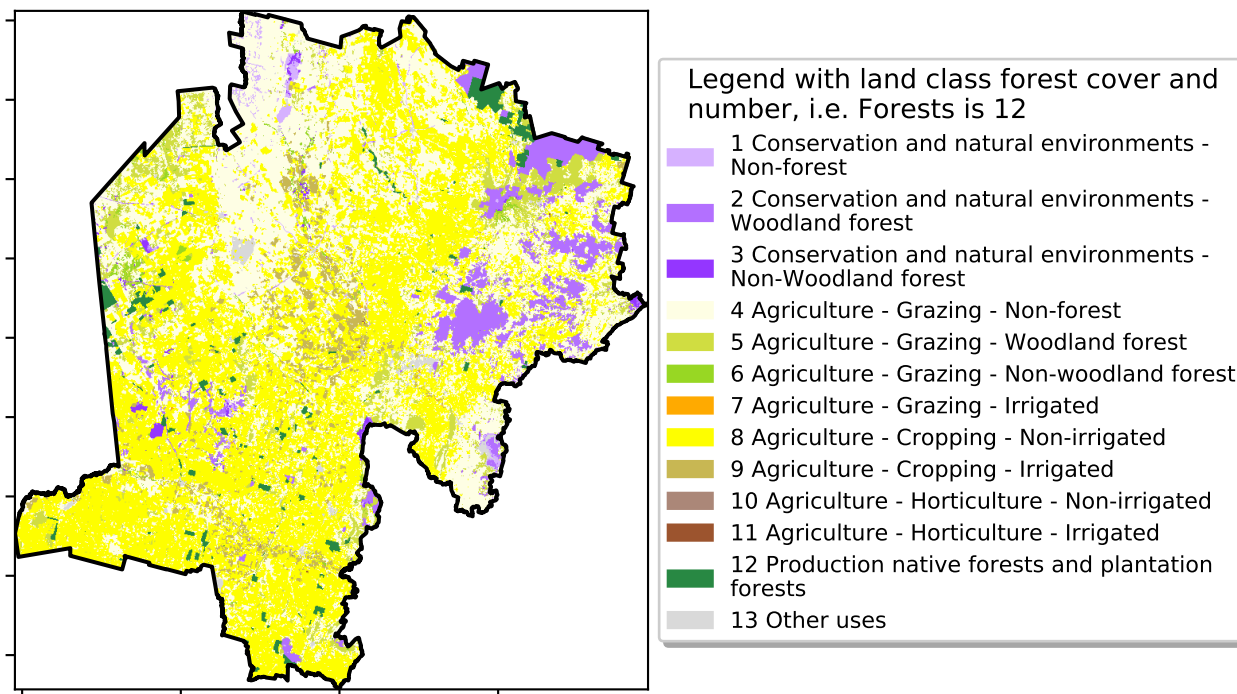 Legend with land class forest cover and
number, i.e. Forests is 12
1 Conservation and natural environments -
Non-forest
2 Conservation and natural environments -
Woodland forest
3 Conservation and natural environments -
Non-Woodland forest
4 Agriculture - Grazing - Non-forest
5 Agriculture - Grazing - Woodland forest
6 Agriculture - Grazing - Non-woodland forest
7 Agriculture - Grazing - Irrigated
8 Agriculture - Cropping - Non-irrigated
9 Agriculture - Cropping - Irrigated
10 Agriculture - Horticulture - Non-irrigated
11 Agriculture - Horticulture - Irrigated
12 Production native forests and plantation
forests
13 Other uses